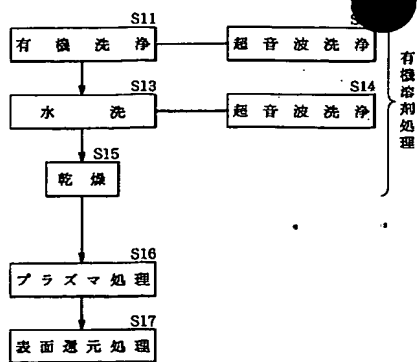 S11
有機洗浄
超音波洗浄
S13
水洗
S14
超音波洗浄
有機溶剤処理
S15
乾燥
S16
プラズマ処理
S17
表面還元処理